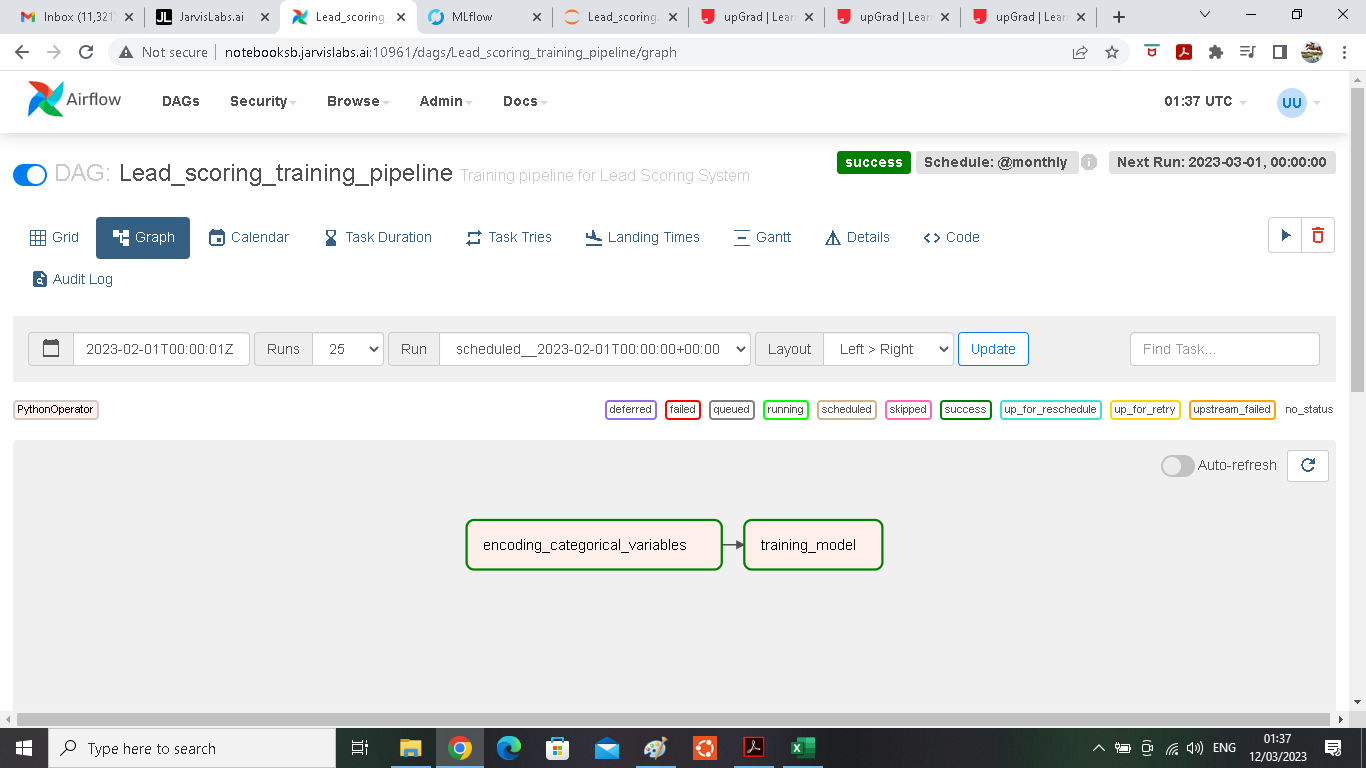 Inbox (11,321
JarvisLabs.ai
Lead_scoring_
MLflow
Lead_scoring
upGrad | Lear
upGrad | Lear
upGrad | Lear
Not secure | notebooksb.jarvislabs.ai:10961/dags/Lead_scoring_training_pipeline/graph
Airflow DAGs Security Browse Admin Docs 01:37 UTC UU
DAG: Lead_scoring_training_pipeline Training pipeline for Lead Scoring System
success Schedule: @monthly Next Run: 2023-03-01, 00:00:00
Grid Graph Calendar Task Duration Task Tries Landing Times Gantt Details Code
Audit Log
2023-02-01T00:00:01Z Runs 25 Run scheduled__2023-02-01T00:00:00+00:00 Layout Left > Right Update Find Task...
PythonOperator deferred failed queued running scheduled skipped success up_for_reschedule up_for_retry upstream_failed no_status
Auto-refresh
encoding_categorical_variables training_model
Type here to search
ENG
01:37
12/03/2023